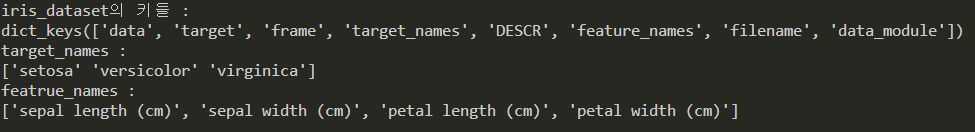 iris_dataset의 키들 :
dict_keys(['data', 'target', 'frame', 'target_names', 'DESCR', 'feature_names', 'filename', 'data_module'])
target_names :
['setosa' 'versicolor' 'virginica']
featrue_names :
['sepal length (cm)', 'sepal width (cm)', 'petal length (cm)', 'petal width (cm)']